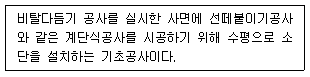 비탈다듬기 공사를 실시한 사면에 선떼붙이기공사
와 같은 계단식공사를 시공하기 위해 수평으로 소
단을 설치하는 기초공사이다.